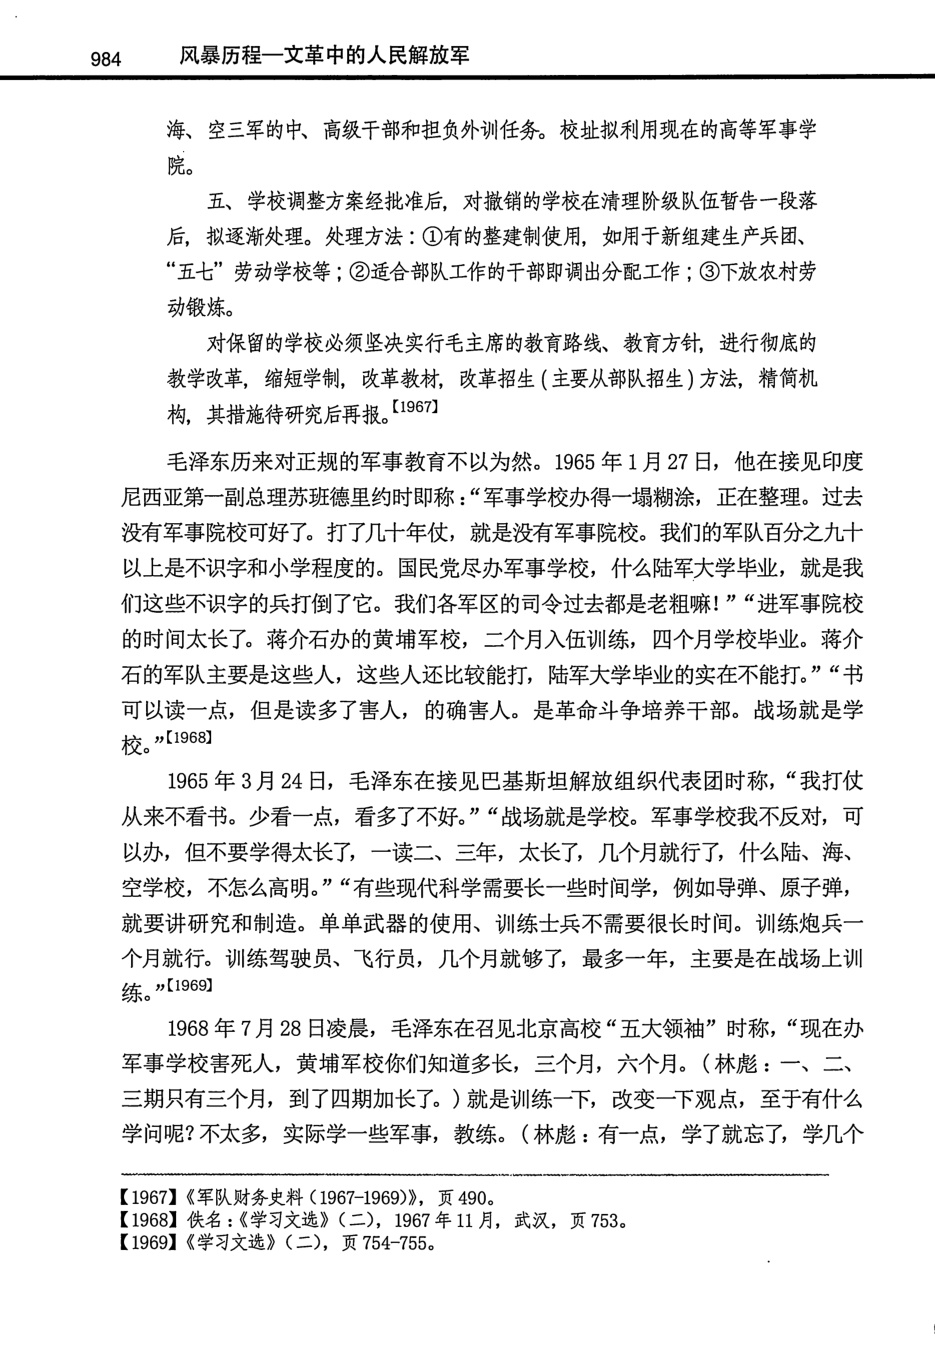 984 风暴历程—文革中的人民解放军
海、空三军的中、高级干部和担负外训任务。校址拟利用现在的高等军事学
院。
五、学校调整方案经批准后，对撤销的学校在清理阶级队伍暂告一段落
后，拟逐渐处理。处理方法：①有的整建制使用，如用于新组建生产兵团、
“五七”劳动学校等；②适合部队工作的干部即调出分配工作；③下放农村劳
动锻炼。
对保留的学校必须坚决实行毛主席的教育路线、教育方针，进行彻底的
教学改革，缩短学制，改革教材，改革招生（主要从部队招生）方法，精简机
构，其措施待研究后再报。【1967】
毛泽东历来对正规的军事教育不以为然。1965年1月27日，他在接见印度
尼西亚第一副总理苏班德里约时即称：“军事学校办得一塌糊涂，正在整理。过去
没有军事院校可好了。打了几十年仗，就是没有军事院校。我们的军队百分之九十
以上是不识字和小学程度的。国民党尽办军事学校，什么陆军大学毕业，就是我
们这些不识字的兵打倒了它。我们各军区的司令过去都是老粗嘛！”“进军事院校
的时间太长了。蒋介石办的黄埔军校，二个月入伍训练，四个月学校毕业。蒋介
石的军队主要是这些人，这些人还比较能打，陆军大学毕业的实在不能打。”“书
可以读一点，但是读多了害人，的确害人。是革命斗争培养干部。战场就是学
校。”【1968】
1965年3月24日，毛泽东在接见巴基斯坦解放组织代表团时称，“我打仗
从来不看书。少看一点，看多了不好。”“战场就是学校。军事学校我不反对，可
以办，但不要学得太长了，一读二、三年，太长了，几个月就行了，什么陆、海、
空学校，不怎么高明。”“有些现代科学需要长一些时间学，例如导弹、原子弹，
就要讲研究和制造。单单武器的使用、训练士兵不需要很长时间。训练炮兵一
个月就行。训练驾驶员、飞行员，几个月就够了，最多一年，主要是在战场上训
练。”【1969】
1968年7月28日凌晨，毛泽东在召见北京高校“五大领袖”时称，“现在办
军事学校害死人，黄埔军校你们知道多长，三个月，六个月。（林彪：一、二、
三期只有三个月，到了四期加长了。）就是训练一下，改变一下观点，至于有什么
学问呢？不太多，实际学一些军事，教练。（林彪：有一点，学了就忘了，学几个
【1967】《军队财务史料（1967-1969）》，页490。
【1968】佚名：《学习文选》（二），1967年11月，武汉，页753。
【1969】《学习文选》（二），页754-755。